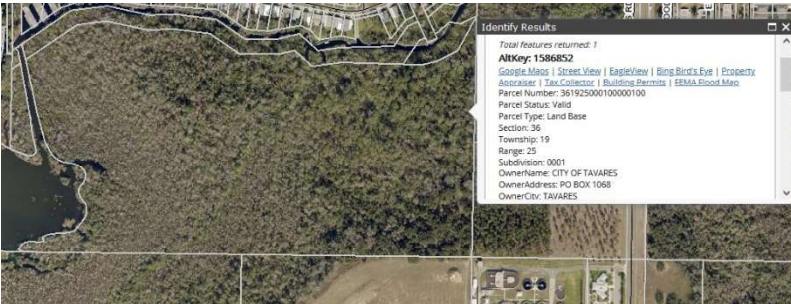 Identify Results
Total features returned: 1
AltKey: 1586852
Google Maps | Street View | EagleView | Bing Bird's Eye | Property
Appraiser | Tax Collector | Building Permits | FEMA Flood Map
Parcel Number: 361925000100000100
Parcel Status: Valid
Parcel Type: Land Base
Section: 36
Township: 19
Range: 25
Subdivision: 0001
OwnerName: CITY OF TAVARES
OwnerAddress: PO BOX 1068
OwnerCity: TAVARES